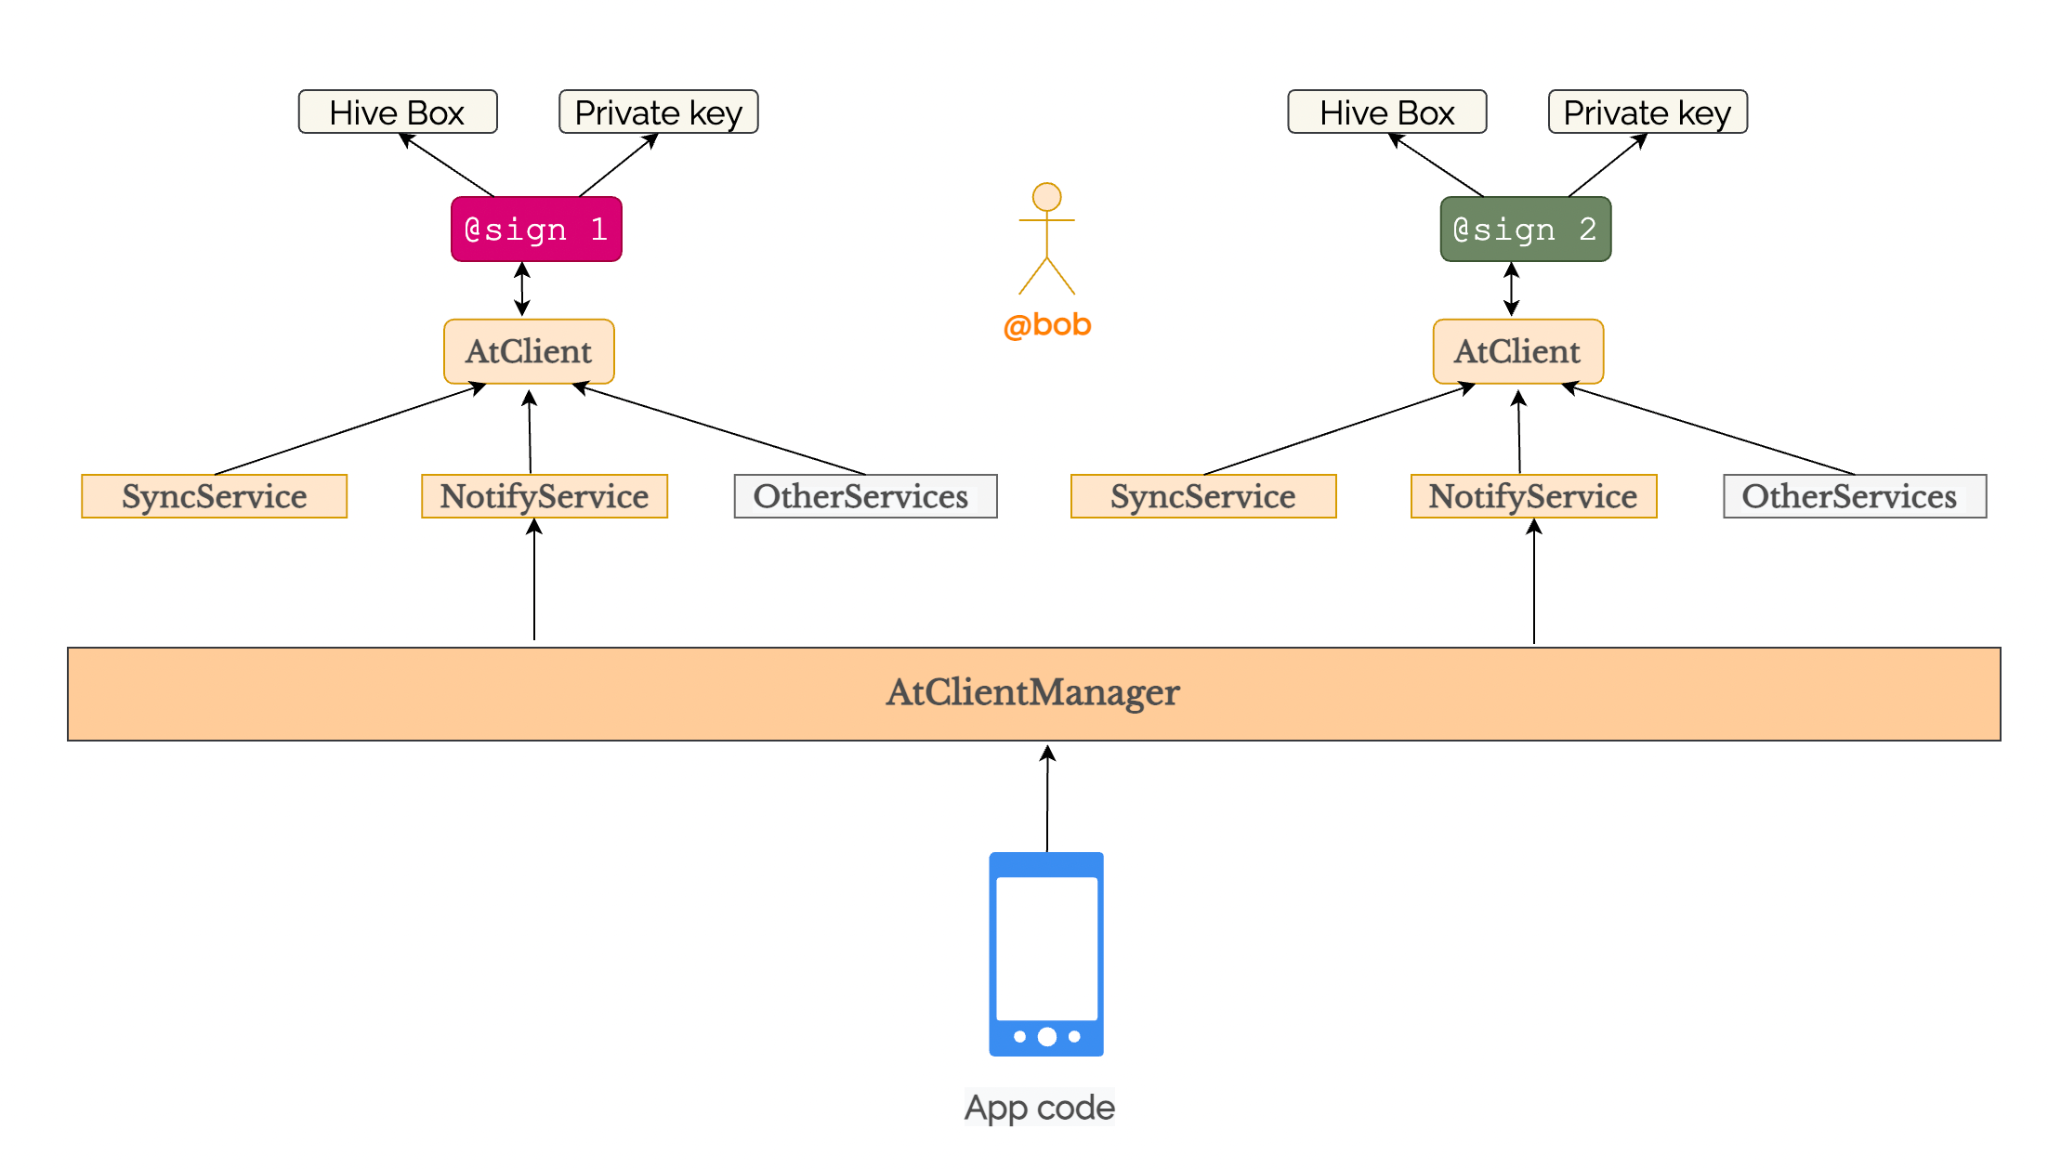 Hive Box
Private key
Hive Box
Private key
@sign 1
@sign 2
@bob
AtClient
AtClient
SyncService
NotifyService
OtherServices
SyncService
NotifyService
OtherServices
AtClientManager
App code